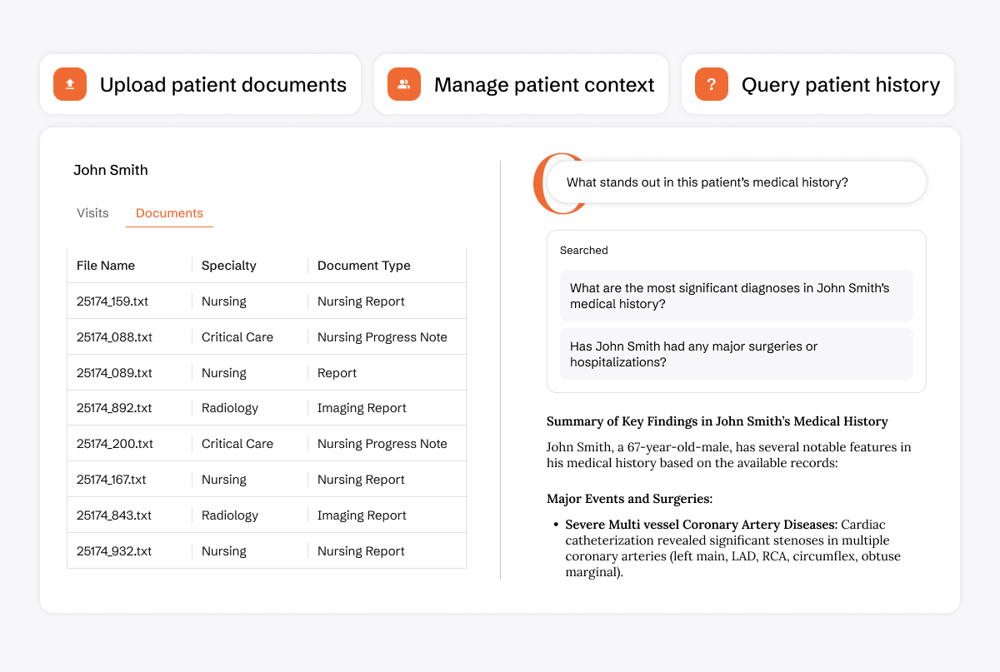 Upload patient documents
Manage patient context
? Query patient history
John Smith
Visits Documents
File Name Specialty Document Type
25174_159.txt Nursing Nursing Report
25174_088.txt Critical Care Nursing Progress Note
25174_089.txt Nursing Report
25174_892.txt Radiology Imaging Report
25174_200.txt Critical Care Nursing Progress Note
25174_167.txt Nursing Nursing Report
25174_843.txt Radiology Imaging Report
25174_932.txt Nursing Nursing Report
What stands out in this patient’s medical history?
Searched
What are the most significant diagnoses in John Smith’s
medical history?
Has John Smith had any major surgeries or
hospitalizations?
Summary of Key Findings in John Smith’s Medical History
John Smith, a 67-year-old-male, has several notable features in
his medical history based on the available records:
Major Events and Surgeries:
• Severe Multi vessel Coronary Artery Diseases: Cardiac
catheterization revealed significant stenoses in multiple
coronary arteries (left main, LAD, RCA, circumflex, obtuse
marginal).